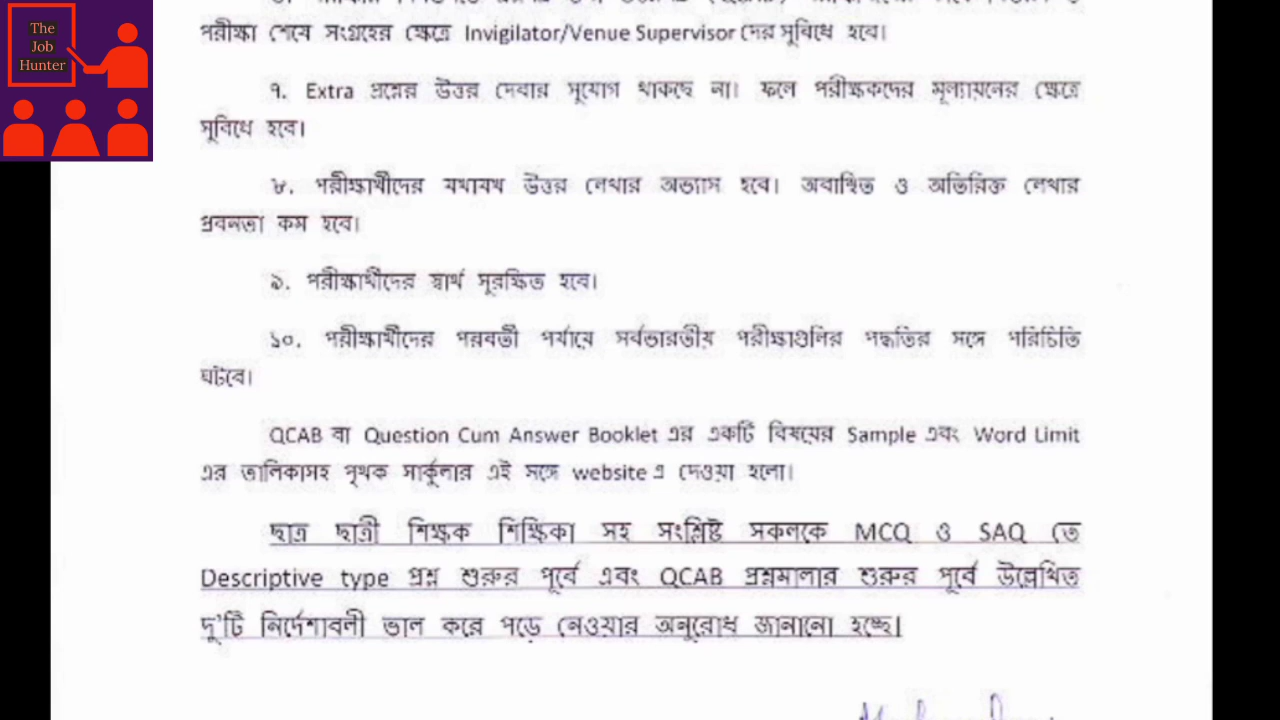 The
Job
Hunter
পরীক্ষা শেষে সংগ্রহের ক্ষেত্রে Invigilator/Venue Supervisor দের সুবিধে হবে।
৭. Extra প্রশ্নের উত্তর দেবার সুযোগ থাকছে না। ফলে পরীক্ষকদের মূল্যায়নের ক্ষেত্রে
সুবিধে হবে।
৮. পরীক্ষার্থীদের যথাযথ উত্তর লেখার অভ্যাস হবে। অবাঞ্ছিত ও অতিরিক্ত লেখার
প্রবনতা কম হবে।
৯. পরীক্ষার্থীদের স্বার্থ সুরক্ষিত হবে।
১০. পরীক্ষার্থীদের পরবর্তী পর্যায়ে সর্বভারতীয় পরীক্ষাগুলির পদ্ধতির সঙ্গে পরিচিতি
ঘটবে।
QCAB বা Question Cum Answer Booklet এর একটি বিষয়ের Sample এবং Word Limit
এর তালিকাসহ পৃথক সার্কুলার এই সঙ্গে website এ দেওয়া হলো।
ছাত্র ছাত্রী শিক্ষক শিক্ষিকা সহ সংশ্লিষ্ট সকলকে MCQ ও SAQ তে
Descriptive type প্রশ্ন শুরুর পূর্বে এবং QCAB প্রশ্নমালার শুরুর পূর্বে উল্লেখিত
দু'টি নির্দেশাবলী ভাল করে পড়ে নেওয়ার অনুরোধ জানানো হচ্ছে।